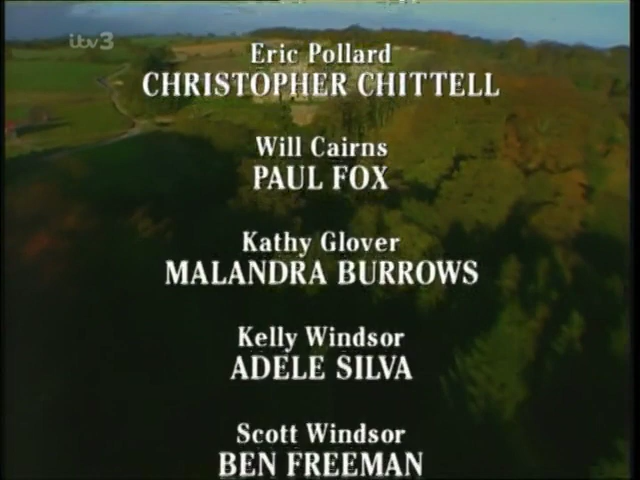 itv3
Eric Pollard
CHRISTOPHER CHITTELL
Will Cairns
PAUL FOX
Kathy Glover
MALANDRA BURROWS
Kelly Windsor
ADELE SILVA
Scott Windsor
BEN FREEMAN